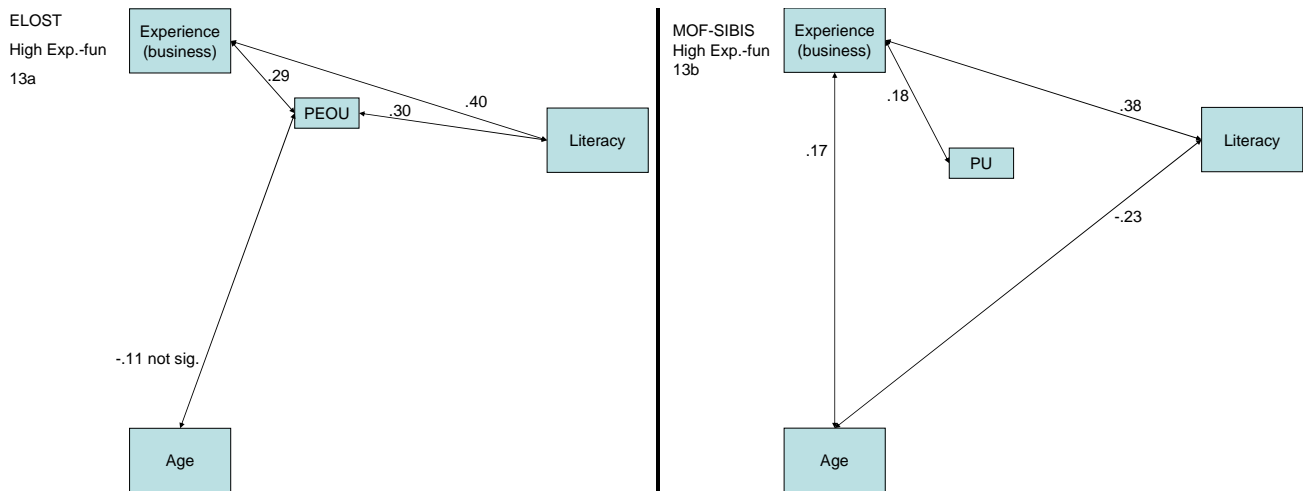 ELOST
High Exp.-fun
13a
Experience
(business)
.29
.40
PEOU
.30
Literacy
-.11 not sig.
Age
MOF-SIBIS
High Exp.-fun
13b
Experience
(business)
.18
.38
Literacy
.17
PU
-.23
Age